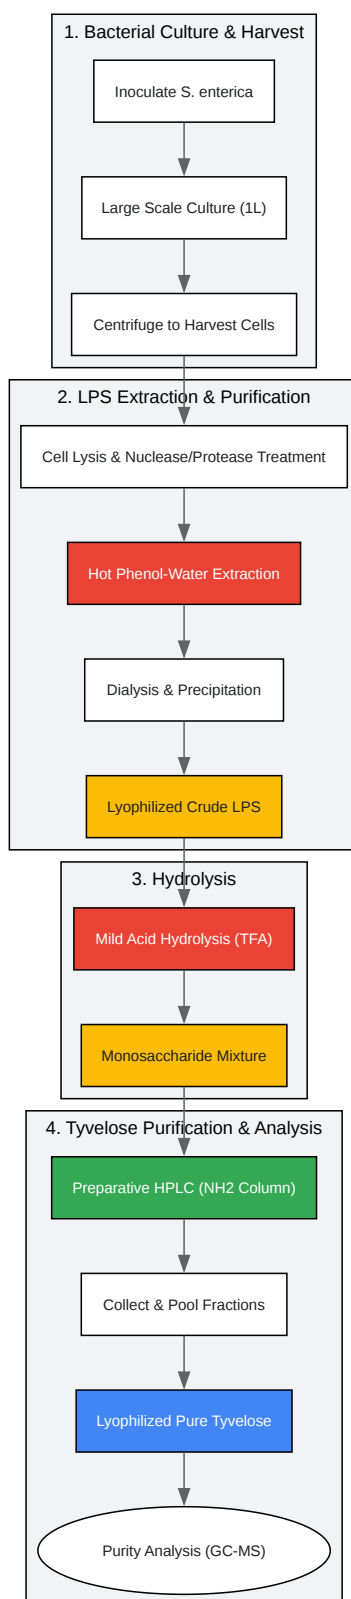 1. Bacterial Culture & Harvest
Inoculate S. enterica
Large Scale Culture (1L)
Centrifuge to Harvest Cells
2. LPS Extraction & Purification
Cell Lysis & Nuclease/Protease Treatment
Hot Phenol-Water Extraction
Dialysis & Precipitation
Lyophilized Crude LPS
3. Hydrolysis
Mild Acid Hydrolysis (TFA)
Monosaccharide Mixture
4. Tyvelose Purification & Analysis
Preparative HPLC (NH2 Column)
Collect & Pool Fractions
Lyophilized Pure Tyvelose
Purity Analysis (GC-MS)